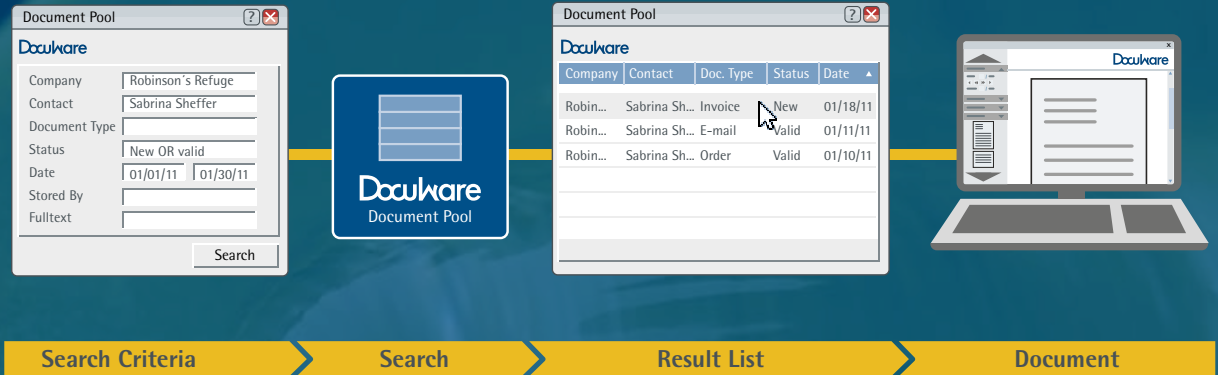 Document Pool
DocuWare
Company Robinson´s Refuge
Contact Sabrina Sheffer
Document Type
Status New OR valid
Date 01/01/11 01/30/11
Stored By
Fulltext
Search
DocuWare
Document Pool
Document Pool
DocuWare
Company Contact Doc. Type Status Date
Robin... Sabrina Sh... Invoice New 01/18/11
Robin... Sabrina Sh... E-mail Valid 01/11/11
Robin... Sabrina Sh... Order Valid 01/10/11
DocuWare
Search Criteria Search Result List Document